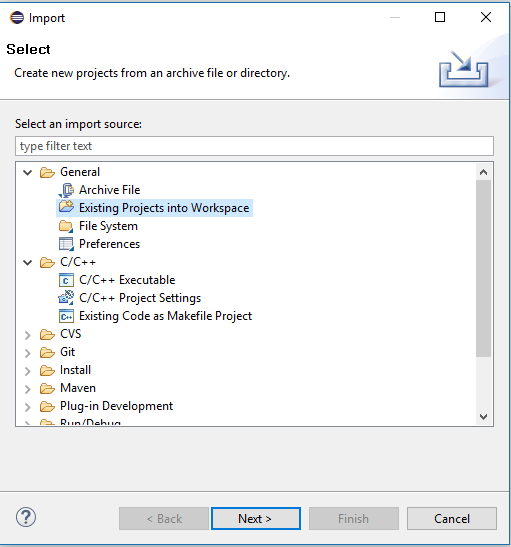 Import
Select
Create new projects from an archive file or directory.
Select an import source:
type filter text
General
Archive File
Existing Projects into Workspace
File System
Preferences
C/C++
C/C++ Executable
C/C++ Project Settings
Existing Code as Makefile Project
CVS
Git
Install
Maven
Plug-in Development
Run/Debug
< Back
Next >
Finish
Cancel